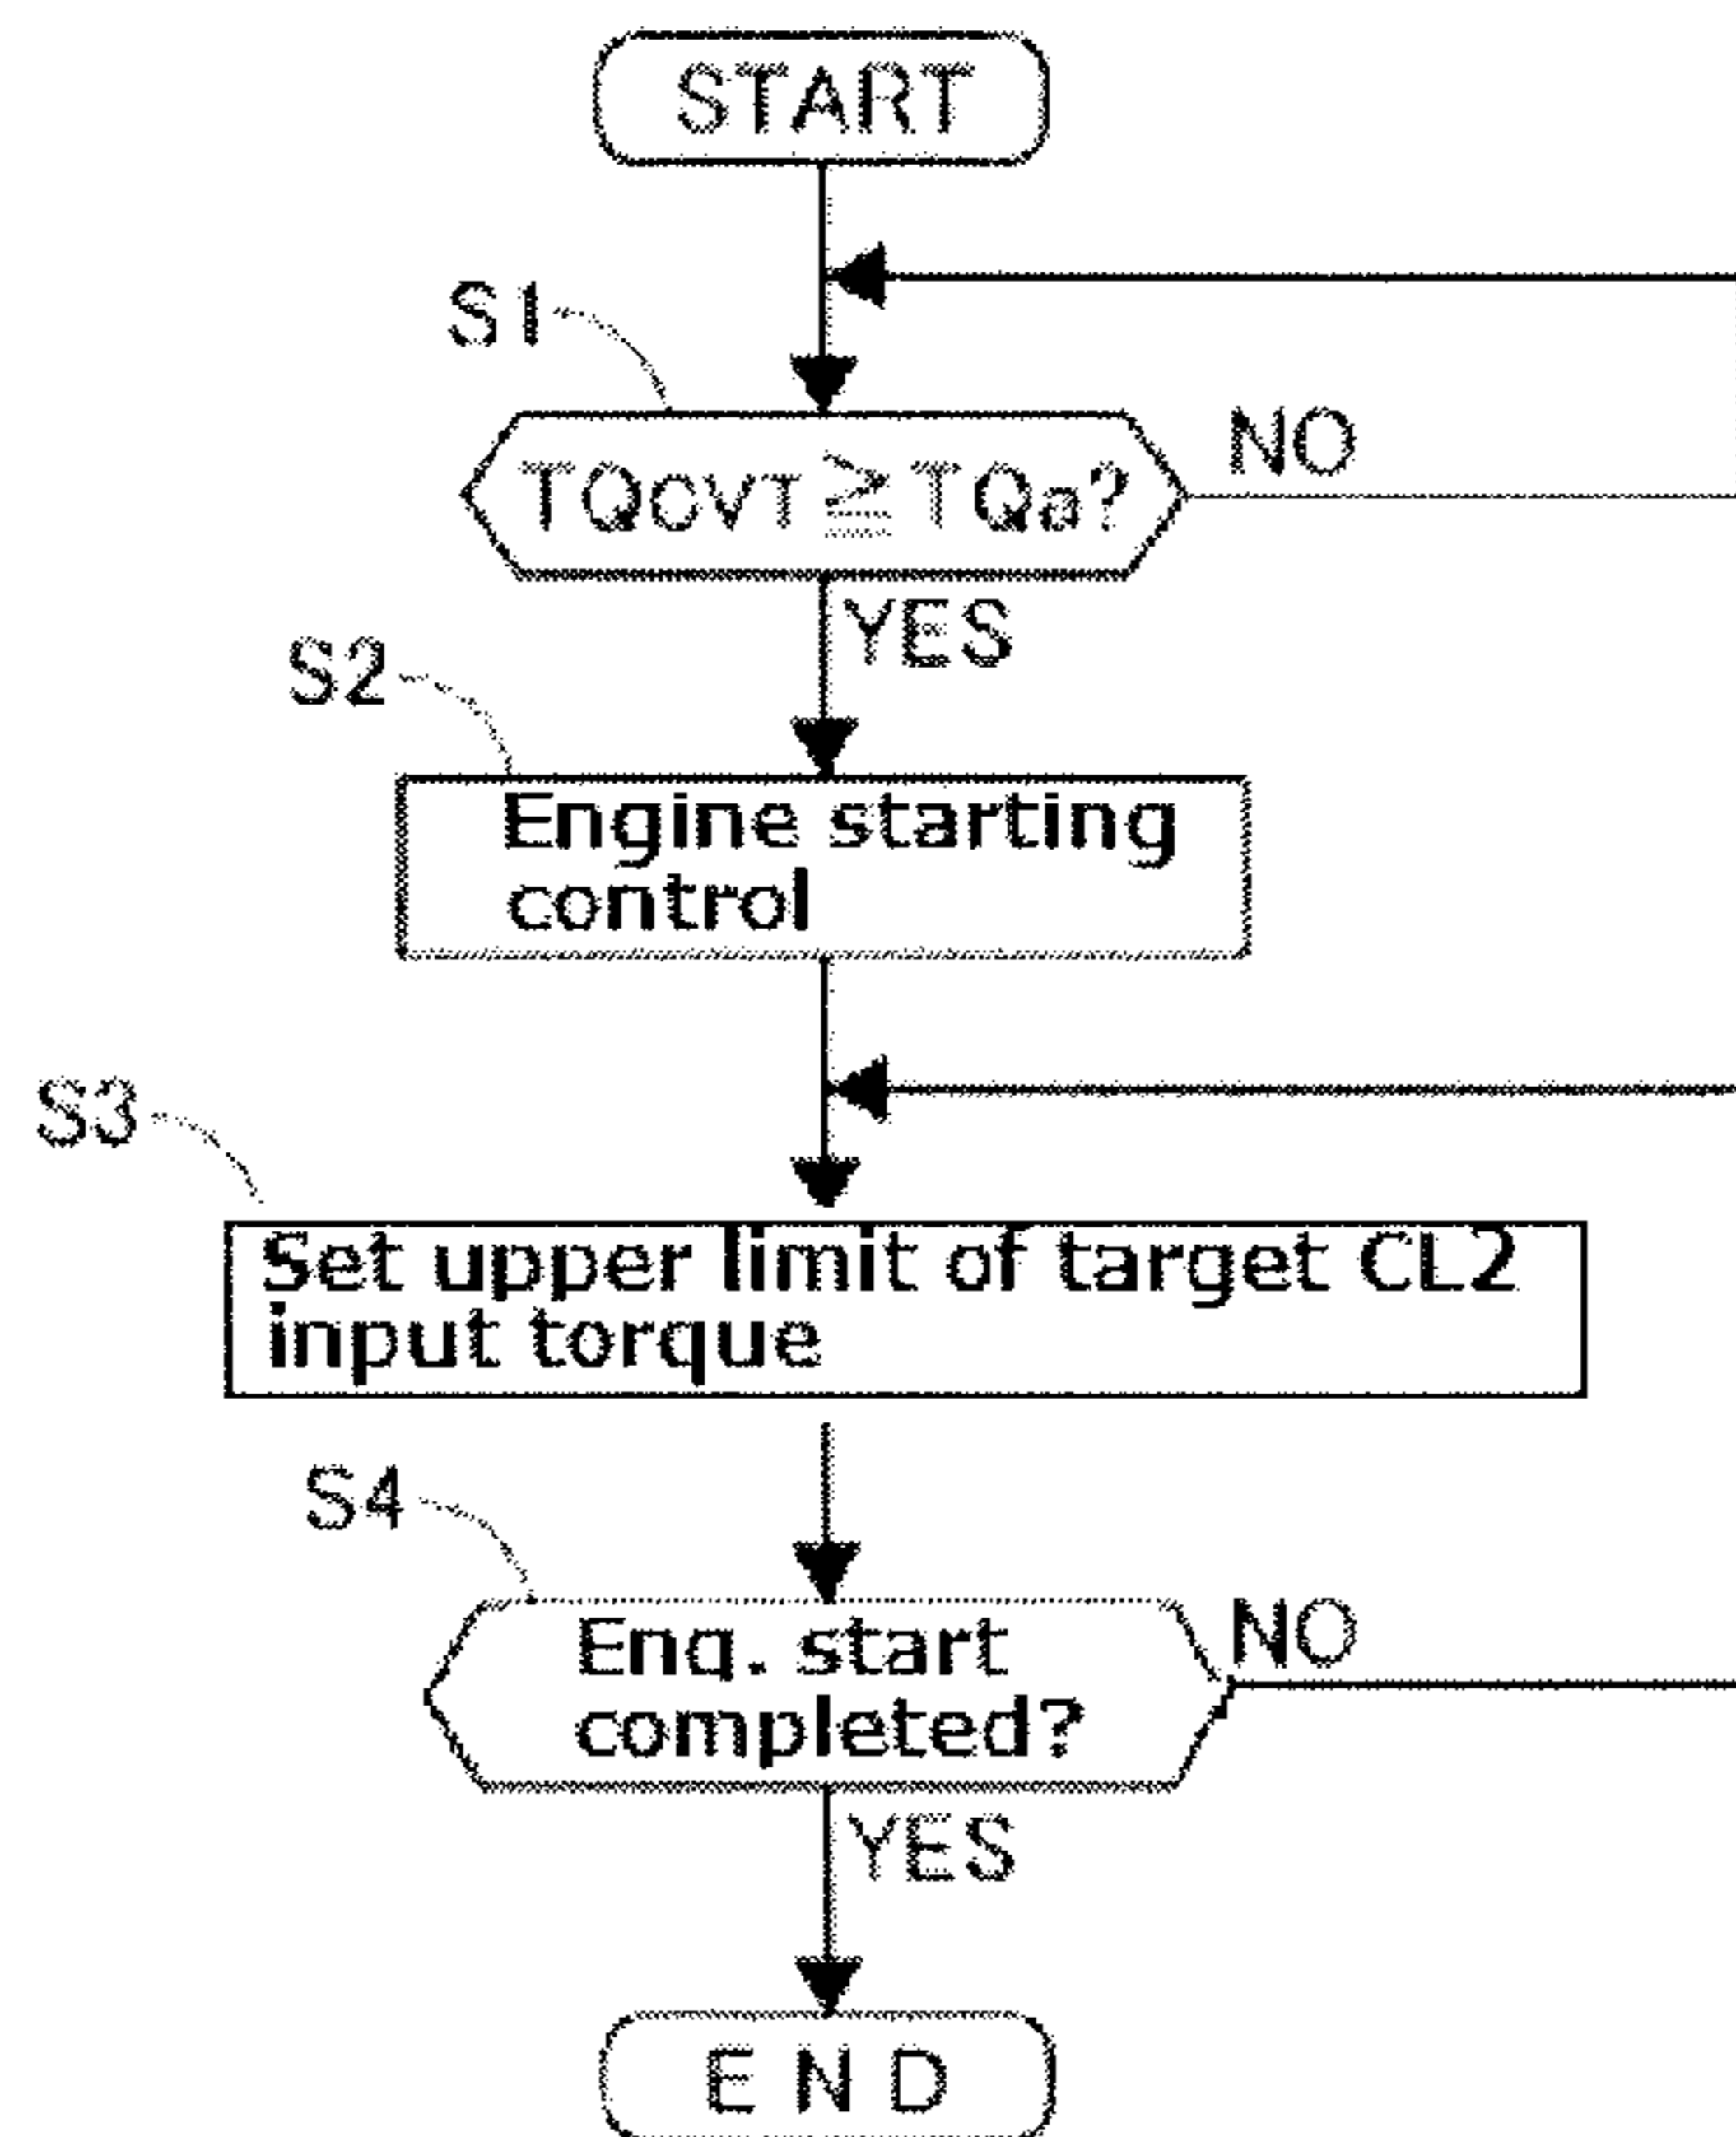 START
S1
TQCVT ≧ TQa?
NO
YES
S2
Engine starting
control
S3
Set upper limit of target CL2
input torque
S4
Enq. start
completed?
NO
YES
END